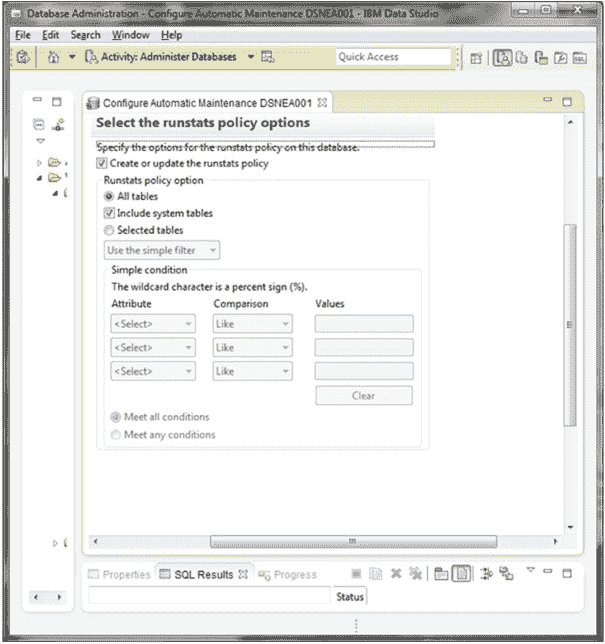 Database Administration - Configure Automatic Maintenance DSNEA001 - IBM Data Studio
File Edit Search Window Help
Activity: Administer Databases Quick Access
Configure Automatic Maintenance DSNEA001
Select the runstats policy options
Specify the options for the runstats policy on this database.
Create or update the runstats policy
Runstats policy option
All tables
Include system tables
Selected tables
Use the simple filter
Simple condition
The wildcard character is a percent sign (%).
Attribute Comparison Values
<Select> Like
<Select> Like
<Select> Like
Clear
Meet all conditions
Meet any conditions
Properties SQL Results Progress
Status